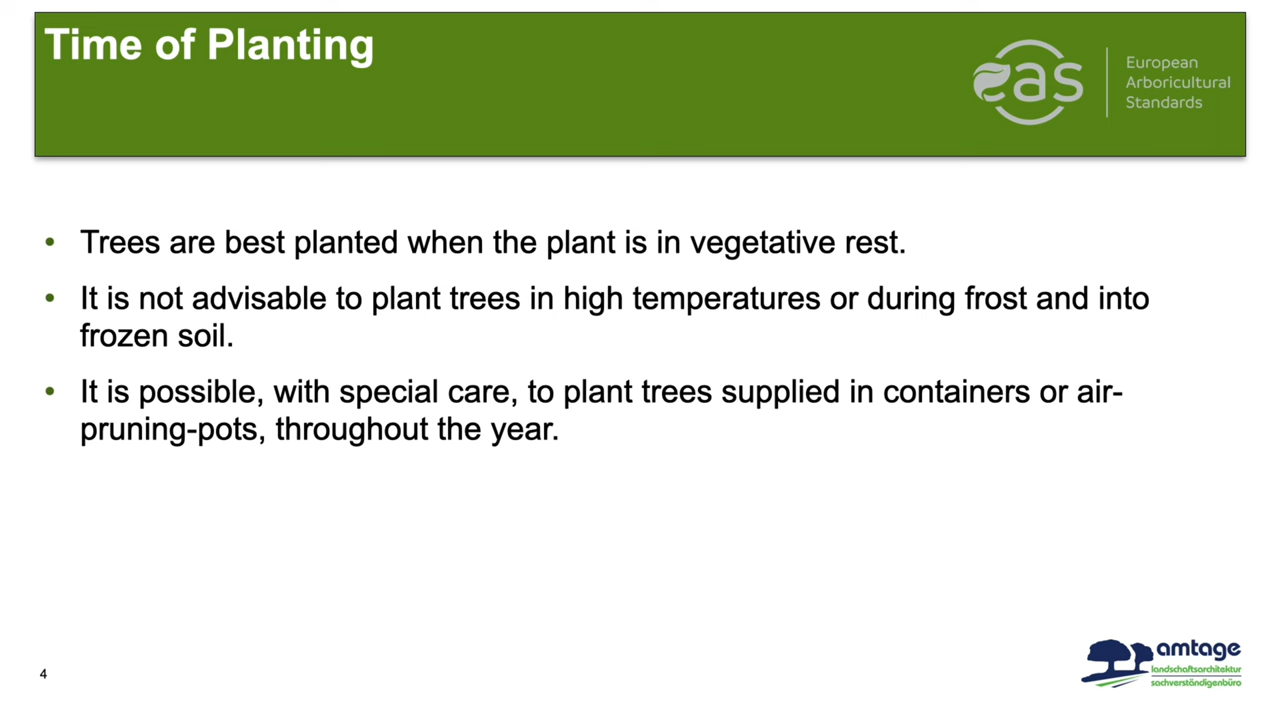 Time of Planting
eas
European
Arboricultural
Standards
• Trees are best planted when the plant is in vegetative rest.
• It is not advisable to plant trees in high temperatures or during frost and into
frozen soil.
• It is possible, with special care, to plant trees supplied in containers or air-
pruning-pots, throughout the year.
4
amtage
landschaftsarchitektur
sachverständigenbüro